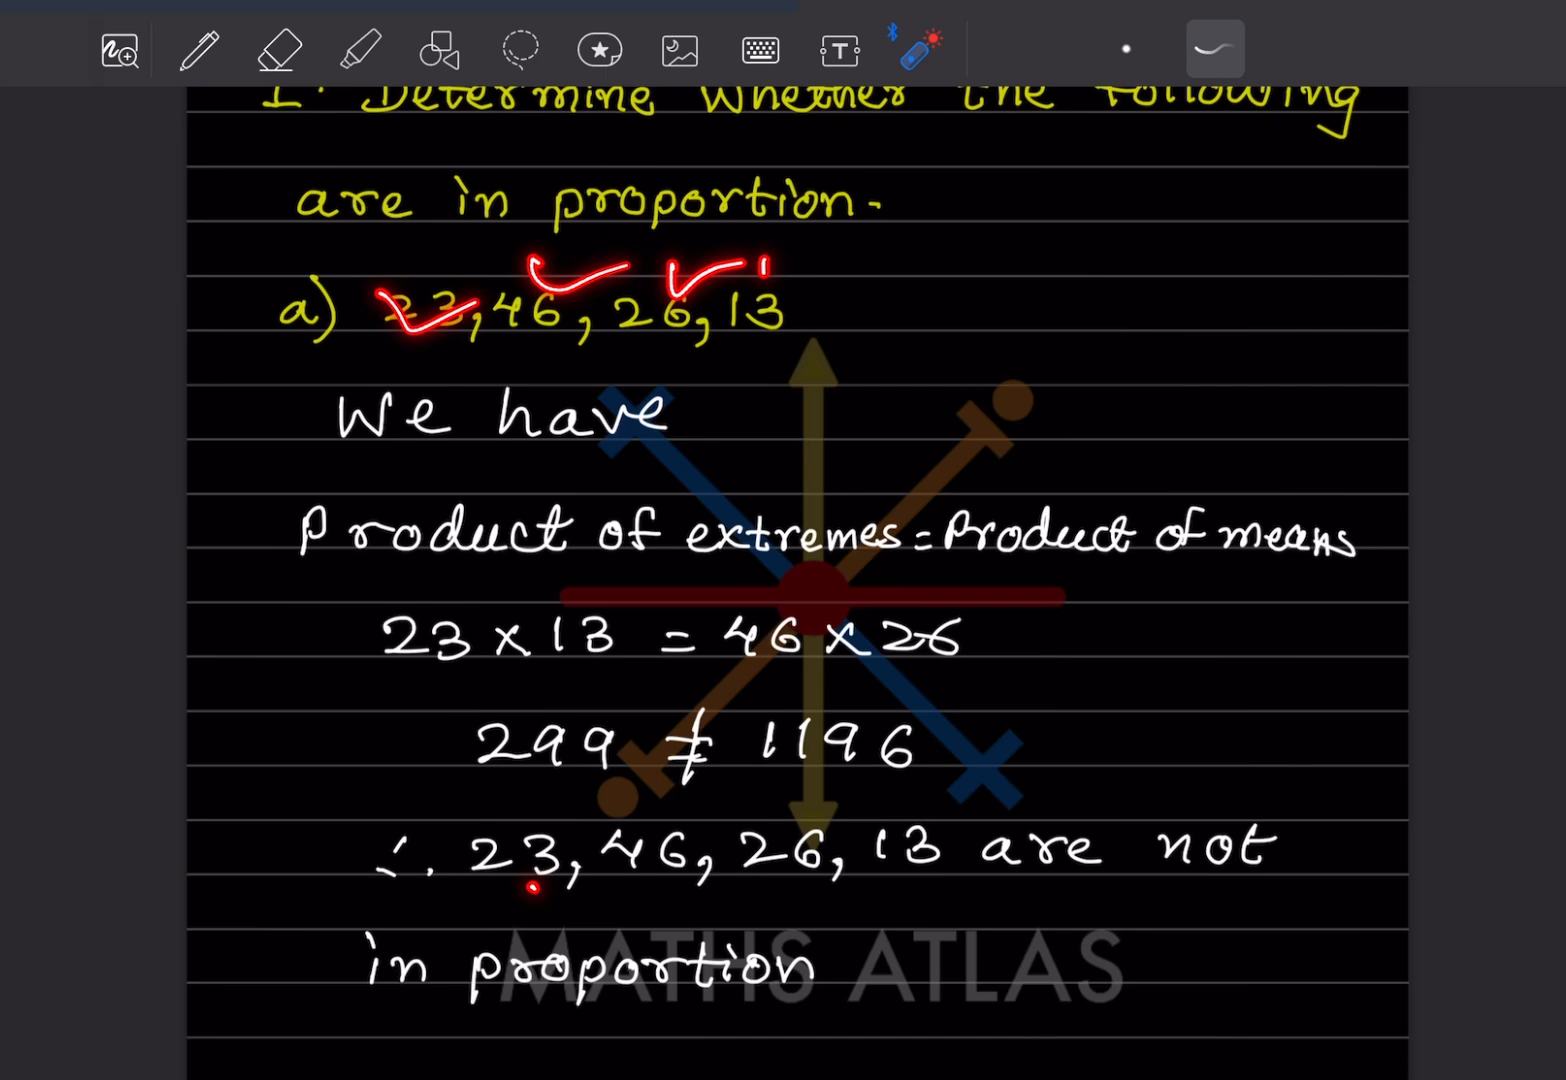 1. Determine whether the following
are in proportion.
a) 23, 46, 26, 13
We have
Product of extremes = Product of means
23 × 13 = 46 × 26
299 ≠ 1196
∴ 23, 46, 26, 13 are not
in proportion
MATHS ATLAS